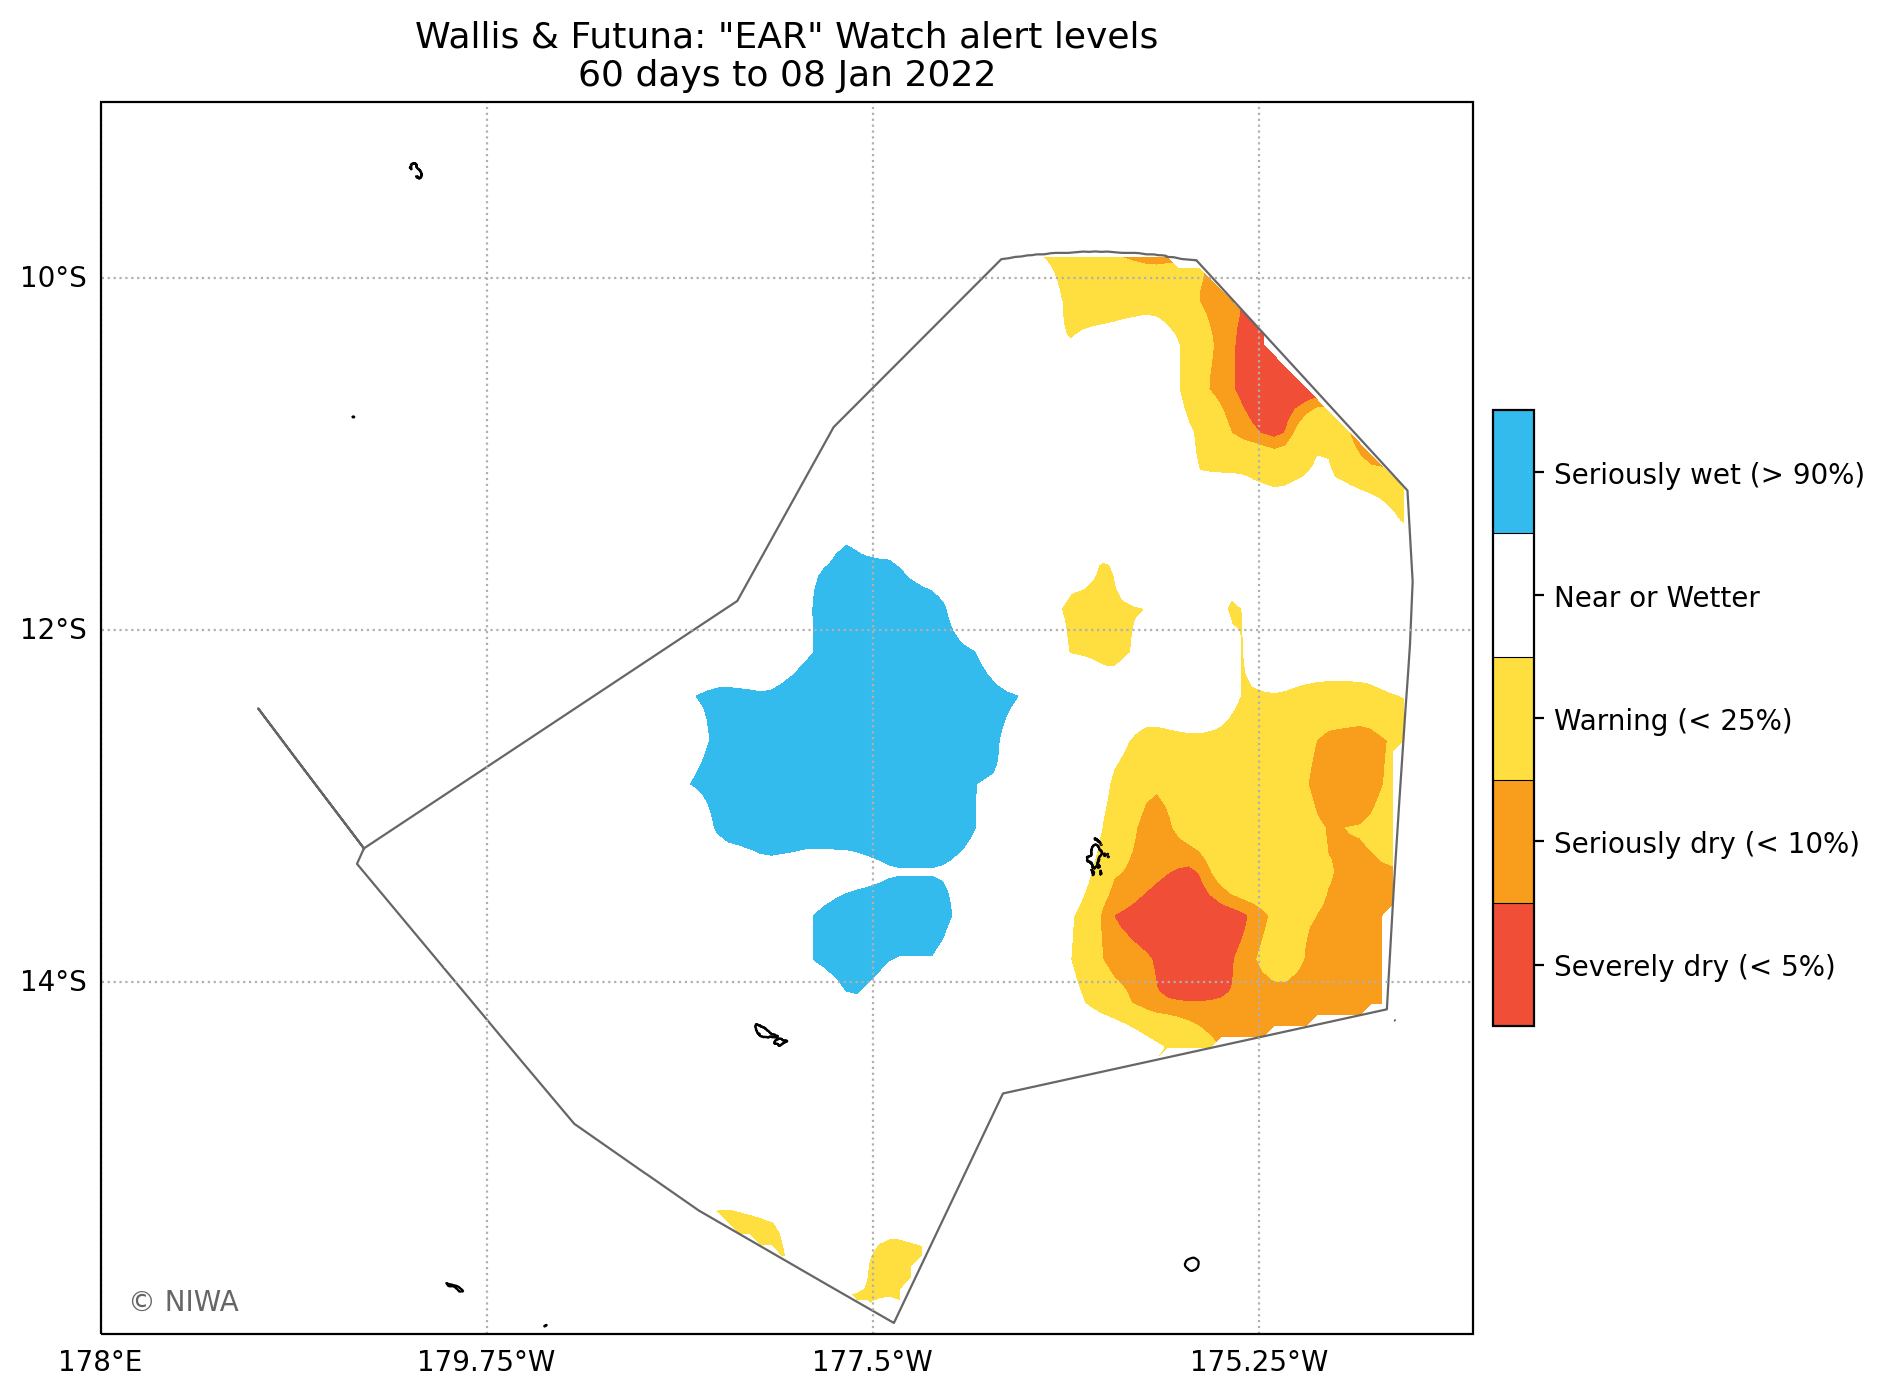 Wallis & Futuna: "EAR" Watch alert levels
60 days to 08 Jan 2022
10°S
12°S
14°S
178°E
179.75°W
177.5°W
175.25°W
Seriously wet (> 90%)
Near or Wetter
Warning (< 25%)
Seriously dry (< 10%)
Severely dry (< 5%)
© NIWA